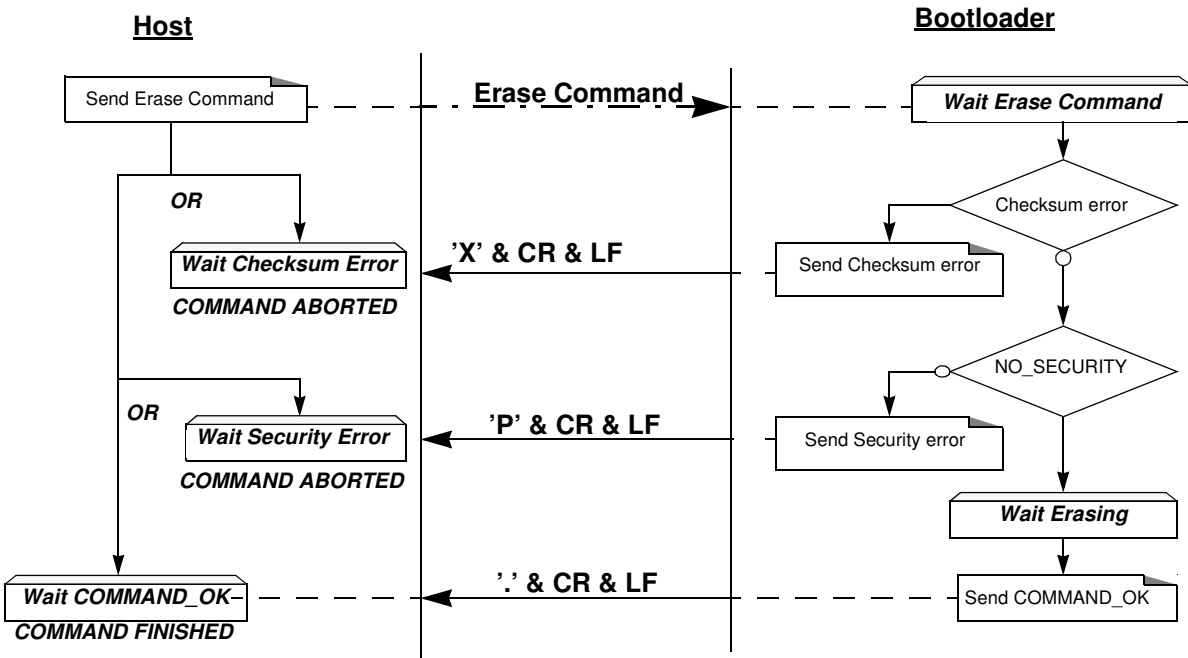 Host
Bootloader
Send Erase Command
Erase Command
Wait Erase Command
OR
Checksum error
Wait Checksum Error
’X’ & CR & LF
Send Checksum error
COMMAND ABORTED
NO_SECURITY
OR
Wait Security Error
’P’ & CR & LF
Send Security error
COMMAND ABORTED
Wait Erasing
Wait COMMAND_OK
’.’ & CR & LF
Send COMMAND_OK
COMMAND FINISHED